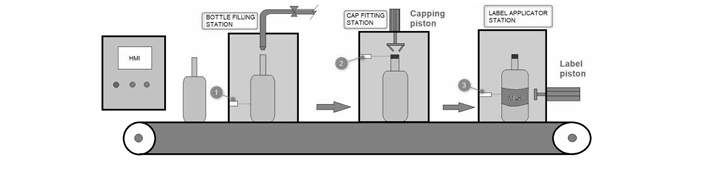 BOTTLE FILLING
STATION
CAP FITTING
STATION
Capping
piston
LABEL APPLICATOR
STATION
HMI
2
Label
piston
1
3